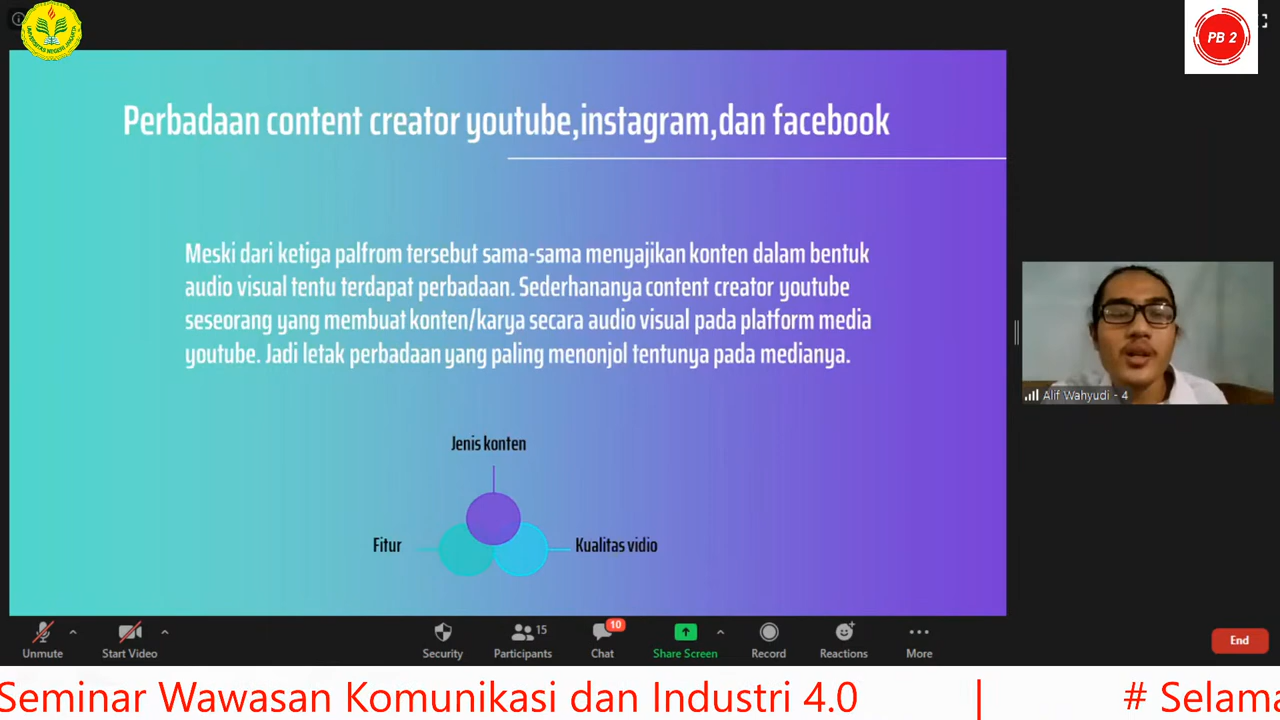 UNIVERSITAS NEGERI JAKARTA
PB 2
Perbadaan content creator youtube,instagram,dan facebook
Meski dari ketiga palfrom tersebut sama-sama menyajikan konten dalam bentuk
audio visual tentu terdapat perbadaan. Sederhananya content creator youtube
seseorang yang membuat konten/karya secara audio visual pada platform media
youtube. Jadi letak perbadaan yang paling menonjol tentunya pada medianya.
Jenis konten
Fitur
Kualitas vidio
Alif Wahyudi - 4
Unmute
Start Video
Security
15
Participants
10
Chat
Share Screen
Record
Reactions
More
End
Seminar Wawasan Komunikasi dan Industri 4.0 | # Selama